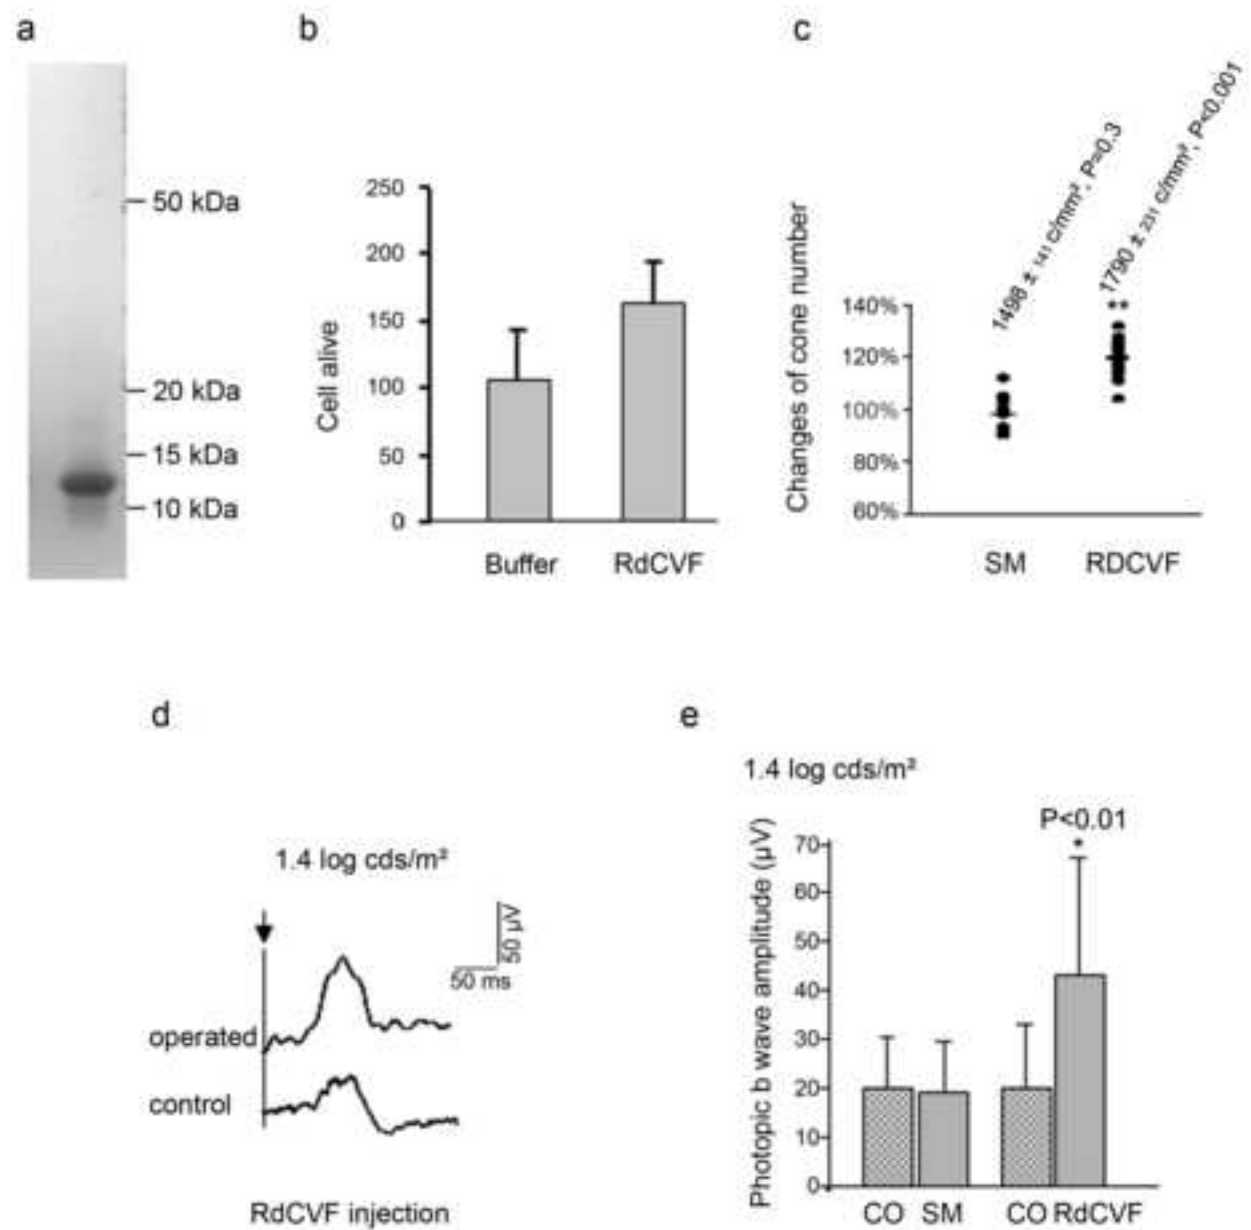 a
50 kDa
20 kDa
15 kDa
10 kDa
b
Cell alive
250
200
150
100
50
0
Buffer
RdCVF
c
Changes of cone number
140%
120%
100%
80%
60%
1498 ± 141 c/mm², P=0.3
1790 ± 231 c/mm², P<0.001
**
SM
RDCVF
d
1.4 log cds/m²
50 µV
50 ms
operated
control
RdCVF injection
e
1.4 log cds/m²
Photopic b wave amplitude (µV)
70
60
50
40
30
20
10
0
P<0.01
*
CO SM CO RdCVF